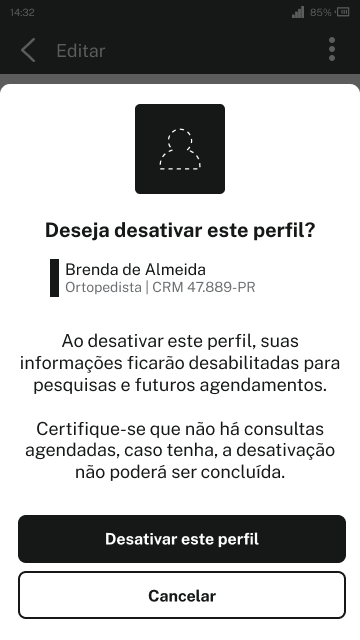 14:32
85%
Editar
Deseja desativar este perfil?
Brenda de Almeida
Ortopedista | CRM 47.889-PR
Ao desativar este perfil, suas
informações ficarão desabilitadas para
pesquisas e futuros agendamentos.
Certifique-se que não há consultas
agendadas, caso tenha, a desativação
não poderá ser concluída.
Desativar este perfil
Cancelar